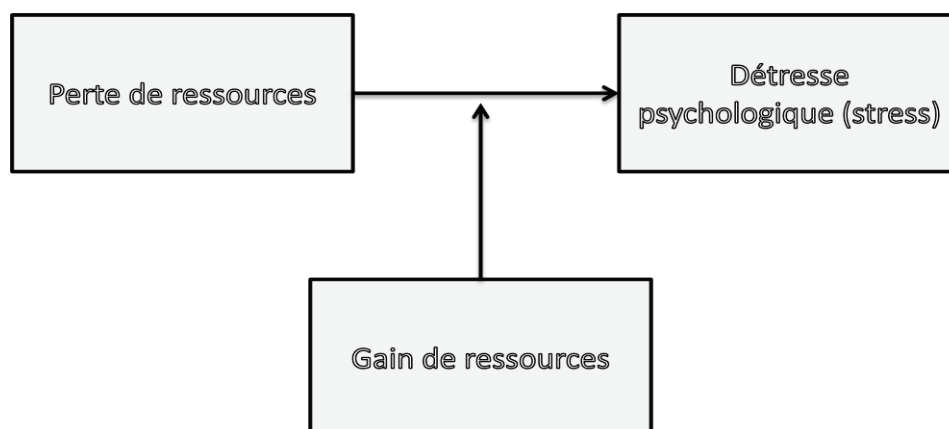 Perte de ressources
Détresse
psychologique (stress)
Gain de ressources